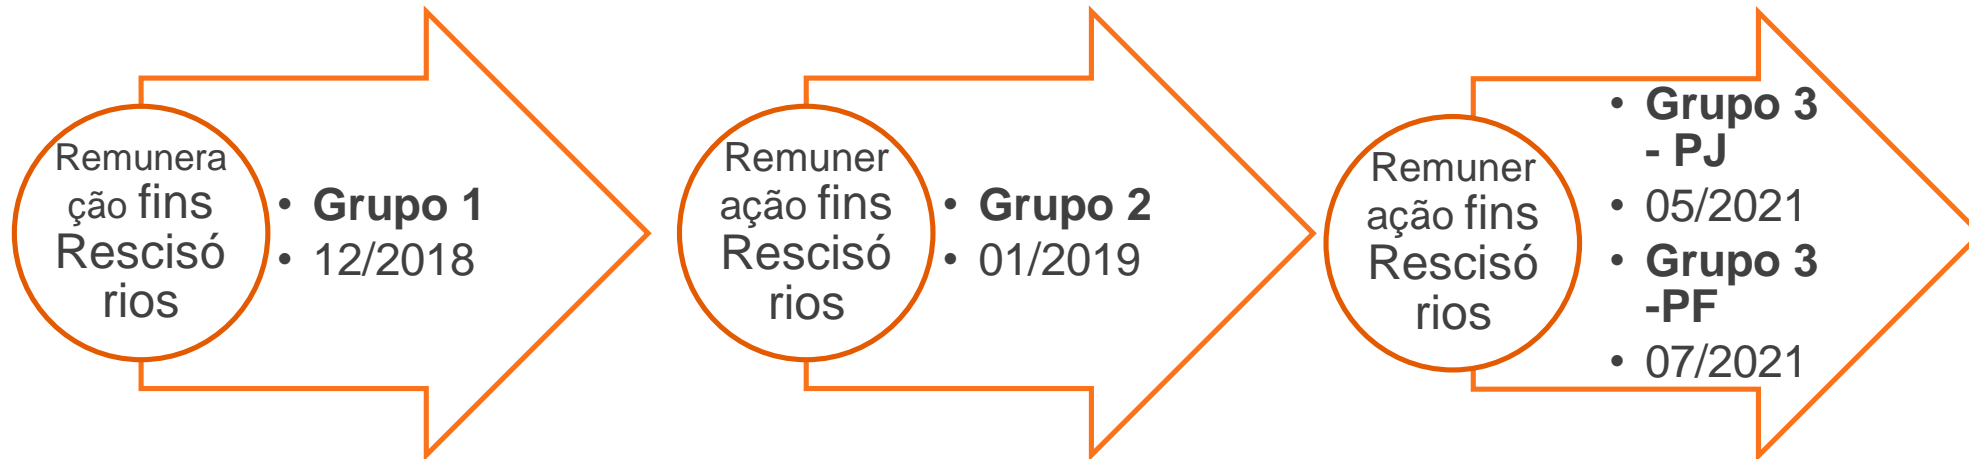 Remunera
ção fins
Rescisó
rios
• Grupo 1
• 12/2018
Remuner
ação fins
Rescisó
rios
• Grupo 2
• 01/2019
Remuner
ação fins
Rescisó
rios
• Grupo 3
- PJ
• 05/2021
• Grupo 3
-PF
• 07/2021